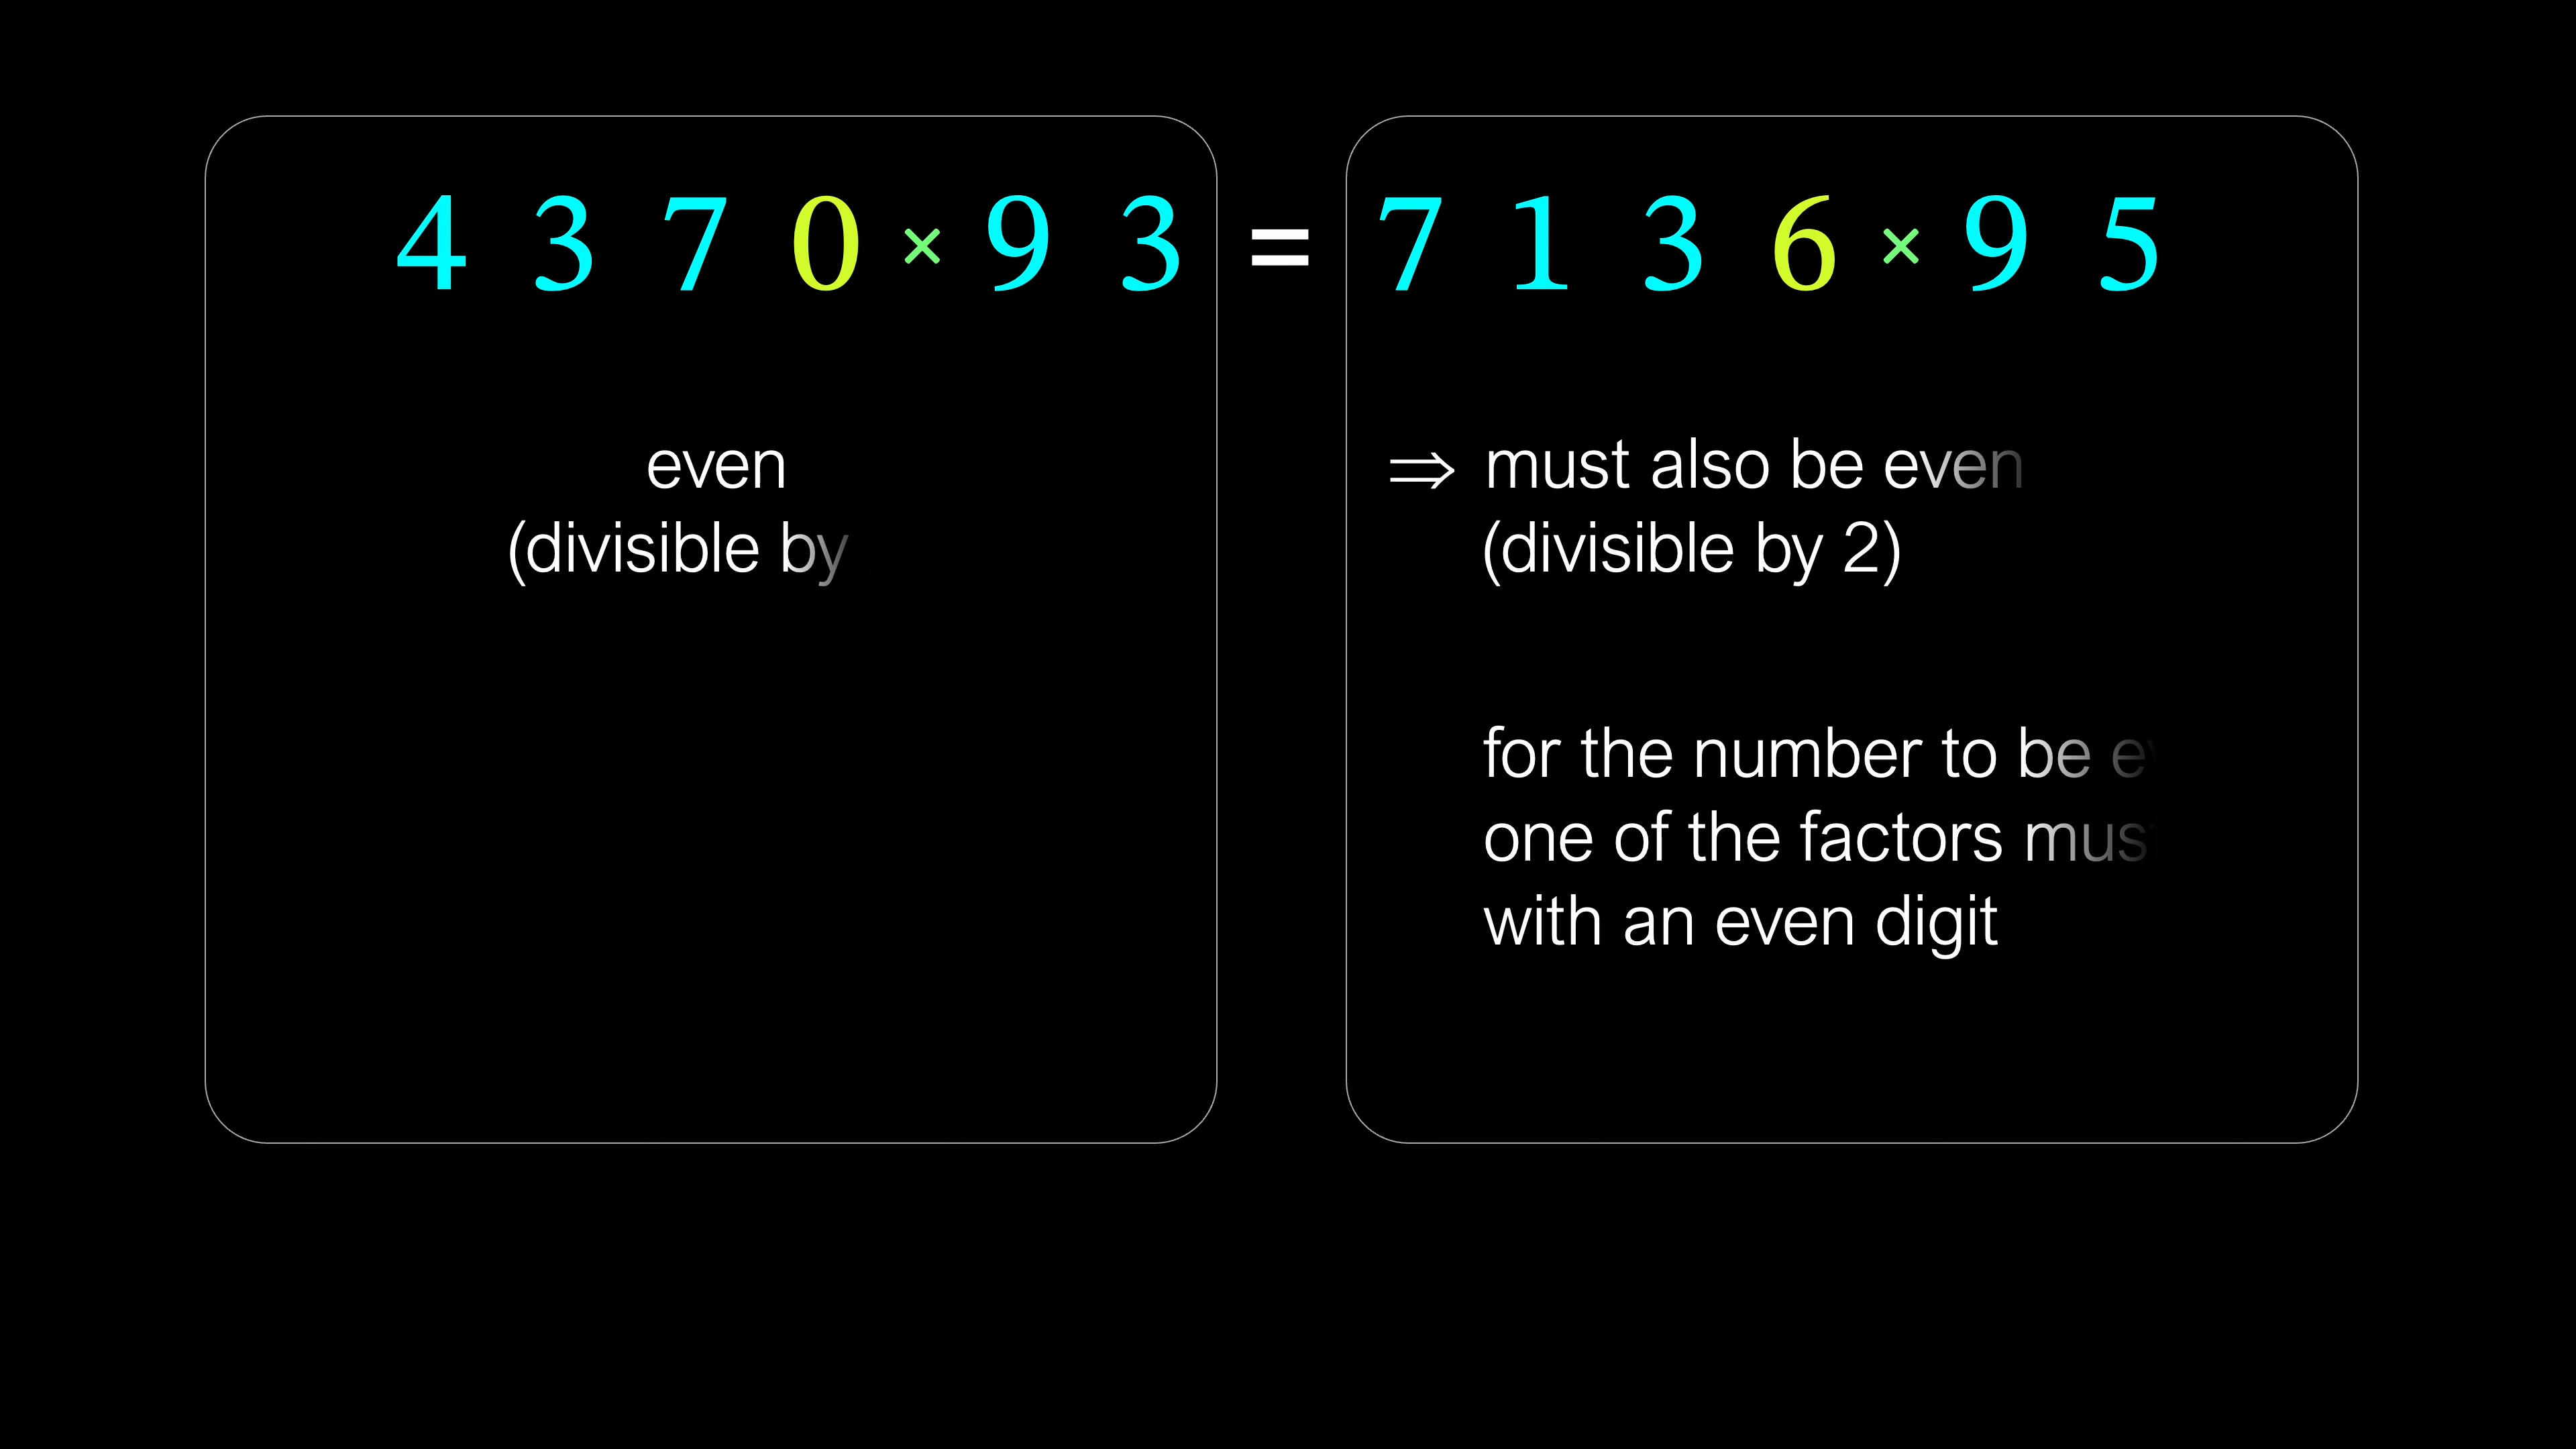 4 3 7 0 × 9 3 = 7 1 3 6 × 9 5
even
(divisible by
⇒ must also be even
(divisible by 2)
for the number to be
one of the factors
with an even digit